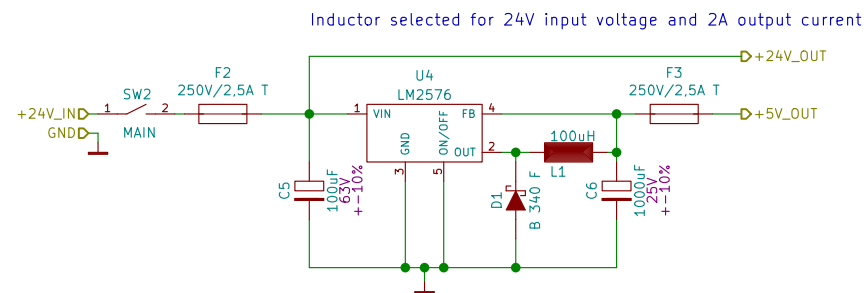 Inductor selected for 24V input voltage and 2A output current
+24V_OUT
F2
250V/2,5A T
U4
LM2576
F3
250V/2,5A T
SW2
+24V_IN
1
2
MAIN
GND
1
VIN
FB
4
+5V_OUT
GND
ON/OFF
OUT
2
3
5
100uH
L1
C5
100uF
63V
+-10%
D1
B 340 F
C6
1000uF
25V
+-10%